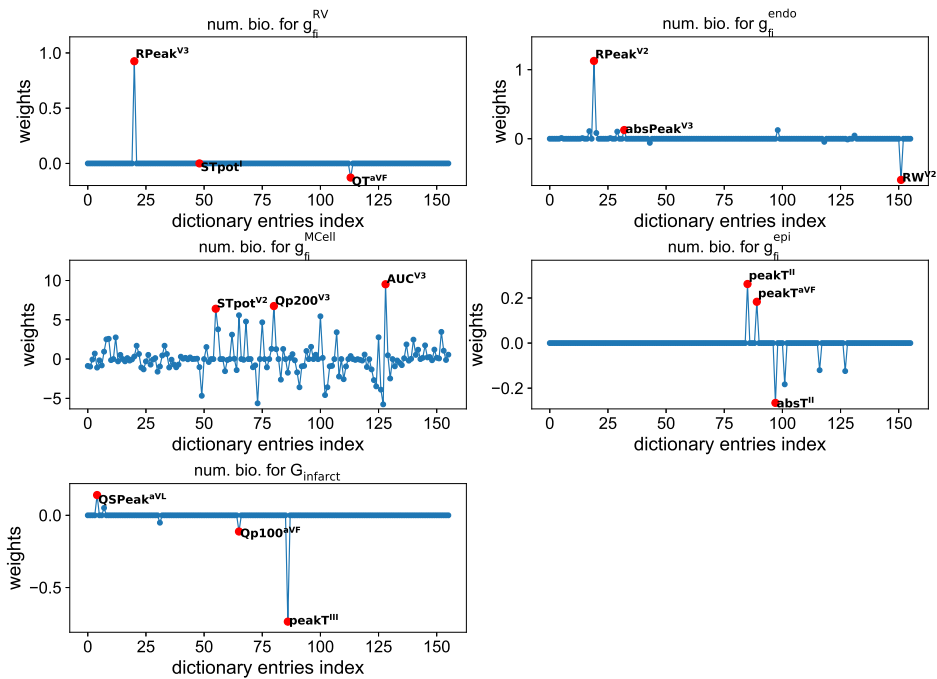 num. bio. for g_fi^RV
weights
1.0
0.5
0.0
RPeak^V3
STpot^I
QT^aVF
0 25 50 75 100 125 150
dictionary entries index
num. bio. for g_fi^endo
weights
1
0
RPeak^V2
absPeak^V3
RW^V2
0 25 50 75 100 125 150
dictionary entries index
num. bio. for g_fi^MCell
weights
10
5
0
−5
STpot^V2
Qp200^V3
AUC^V3
0 25 50 75 100 125 150
dictionary entries index
num. bio. for g_fi^epi
weights
0.2
0.0
−0.2
peakT^II
peakT^aVF
absT^II
0 25 50 75 100 125 150
dictionary entries index
num. bio. for G_infarct
weights
0.0
−0.5
QSPeak^aVL
Qp100^aVF
peakT^III
0 25 50 75 100 125 150
dictionary entries index